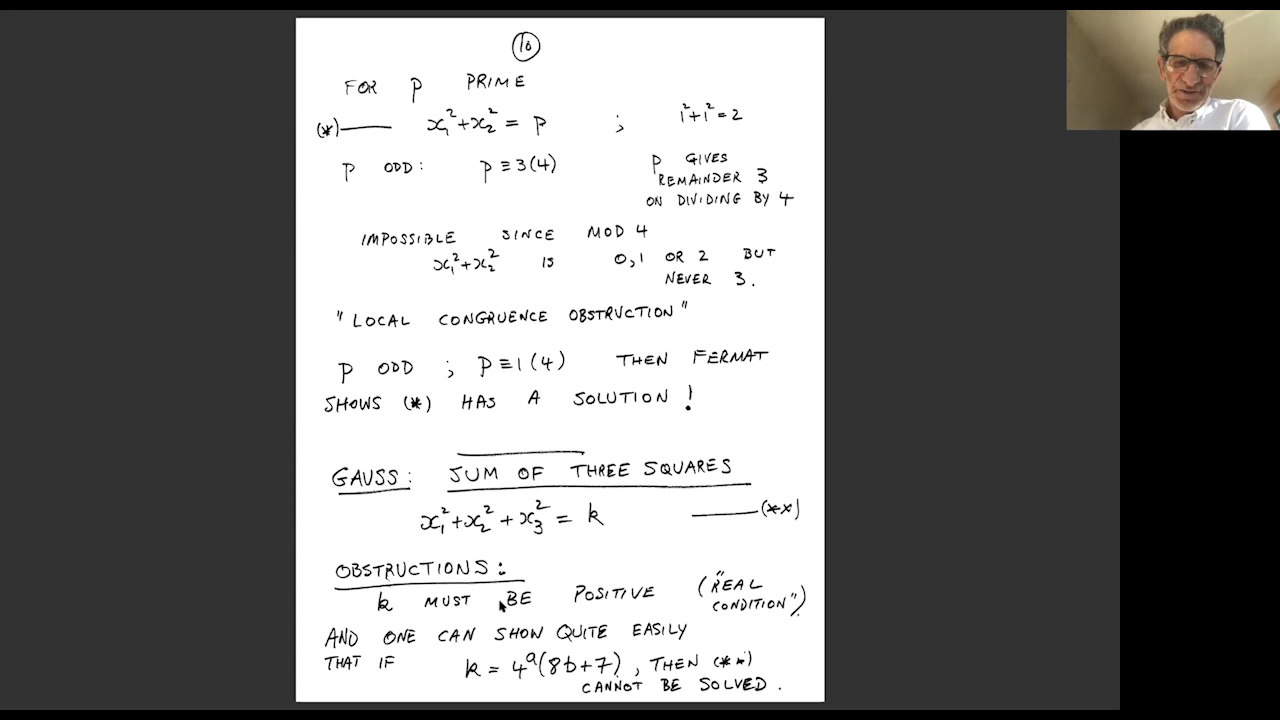 10
FOR p PRIME
(*)— x₁²+x₂² = p ; 1²+1²=2
p ODD: p≡3(4) p GIVES
REMAINDER 3
ON DIVIDING BY 4
IMPOSSIBLE SINCE MOD 4
x₁²+x₂² IS 0,1 OR 2 BUT
NEVER 3.
"LOCAL CONGRUENCE OBSTRUCTION"
p ODD ; p≡1(4) THEN FERMAT
SHOWS (*) HAS A SOLUTION!
GAUSS: SUM OF THREE SQUARES
x₁²+x₂²+x₃² = k —(**)
OBSTRUCTIONS:
k MUST BE POSITIVE ("REAL
CONDITION")
AND ONE CAN SHOW QUITE EASILY
THAT IF k = 4ᵃ(8b+7), THEN (**)
CANNOT BE SOLVED.